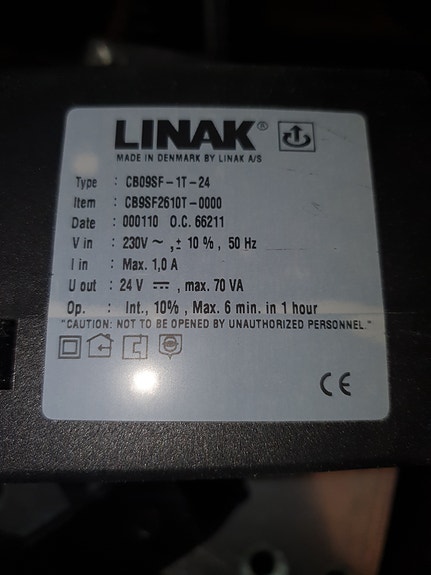 LINAK®
MADE IN DENMARK BY LINAK A/S
Type : CB09SF-1T-24
Item : CB9SF2610T-0000
Date : 000110 O.C. 66211
V in : 230V ~ , ± 10 % , 50 Hz
I in : Max. 1,0 A
U out : 24 V ⎓ , max. 70 VA
Op. : Int., 10% , Max. 6 min. in 1 hour
"CAUTION: NOT TO BE OPENED BY UNAUTHORIZED PERSONNEL."
CE